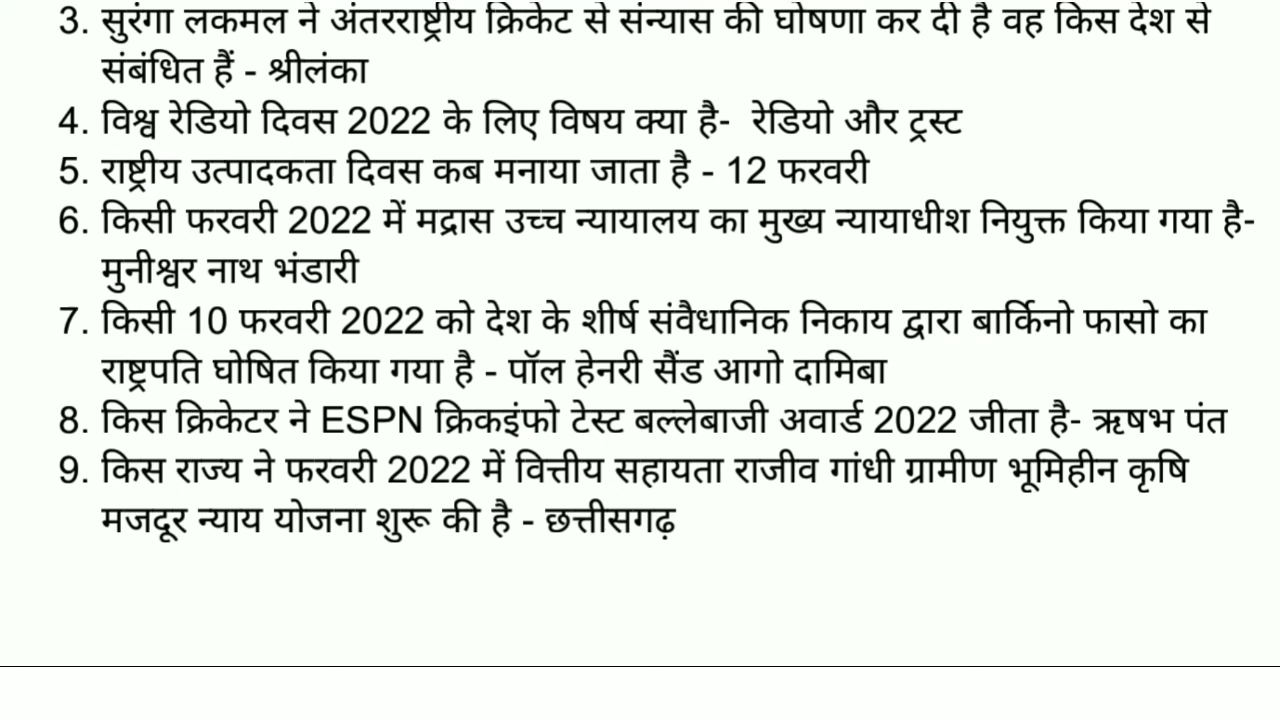 3. सुरंगा लकमल ने अंतरराष्ट्रीय क्रिकेट से संन्यास की घोषणा कर दी है वह किस देश से
संबंधित हैं - श्रीलंका
4. विश्व रेडियो दिवस 2022 के लिए विषय क्या है- रेडियो और ट्रस्ट
5. राष्ट्रीय उत्पादकता दिवस कब मनाया जाता है - 12 फरवरी
6. किसी फरवरी 2022 में मद्रास उच्च न्यायालय का मुख्य न्यायाधीश नियुक्त किया गया है-
मुनीश्वर नाथ भंडारी
7. किसी 10 फरवरी 2022 को देश के शीर्ष संवैधानिक निकाय द्वारा बार्किनो फासो का
राष्ट्रपति घोषित किया गया है - पॉल हेनरी सैंड आगो दामिबा
8. किस क्रिकेटर ने ESPN क्रिकइंफो टेस्ट बल्लेबाजी अवार्ड 2022 जीता है- ऋषभ पंत
9. किस राज्य ने फरवरी 2022 में वित्तीय सहायता राजीव गांधी ग्रामीण भूमिहीन कृषि
मजदूर न्याय योजना शुरू की है - छत्तीसगढ़